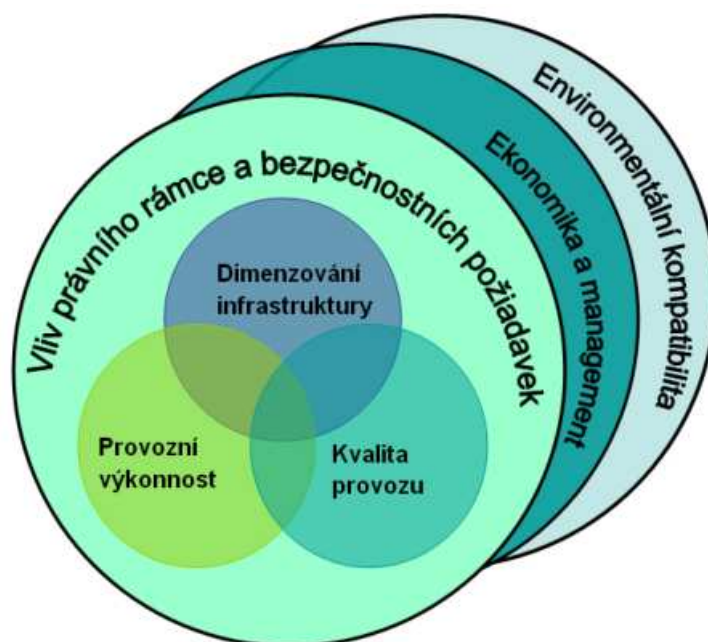 Environmentální kompatibilita
Ekonomika a management
Vliv právního rámce a bezpečnostních požiadavek
Dimenzování
infrastruktury
Provozní
výkonnost
Kvalita
provozu